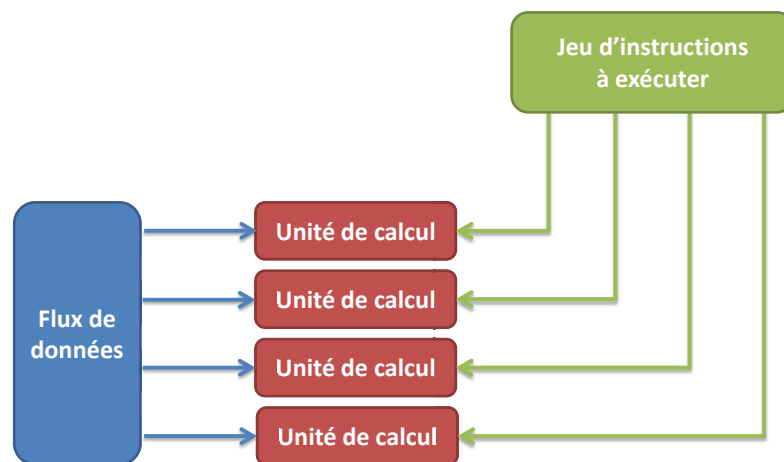 Jeu d'instructions
à exécuter
Flux de
données
Unité de calcul
Unité de calcul
Unité de calcul
Unité de calcul